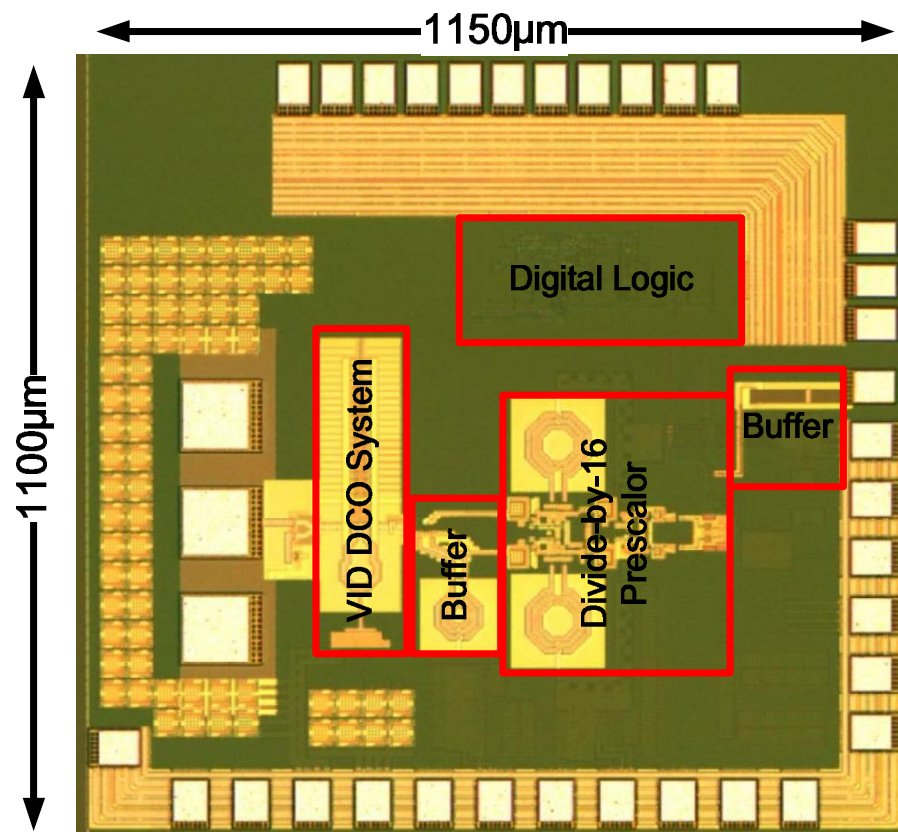 1150μm
1100μm
Digital Logic
VID DCO System
Buffer
Divide-by-16
Prescalor
Buffer